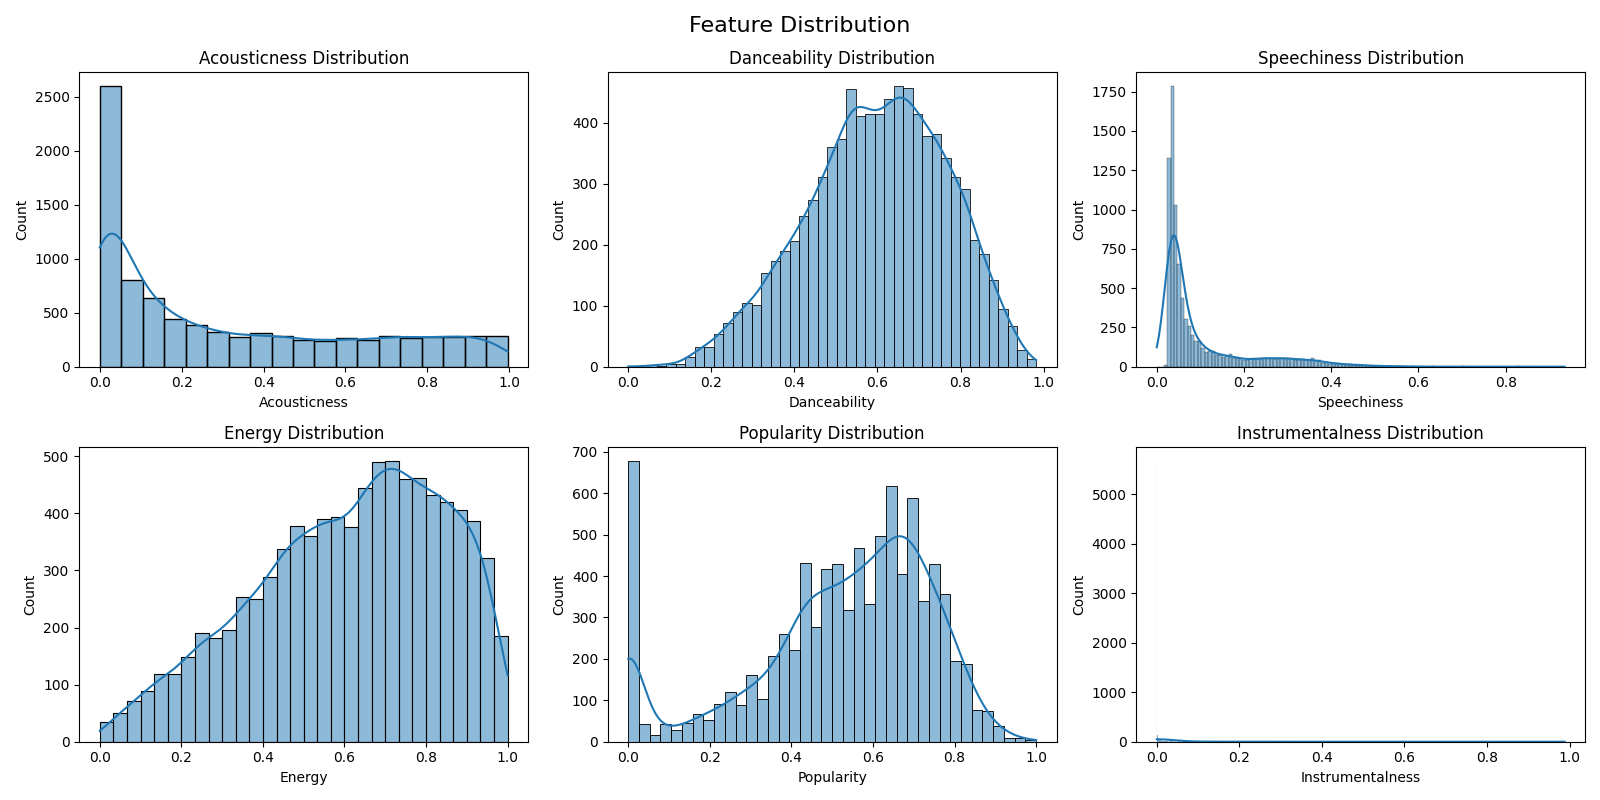 Feature Distribution
Acousticness Distribution
Count
2500
2000
1500
1000
500
0
0.0 0.2 0.4 0.6 0.8 1.0
Acousticness
Danceability Distribution
Count
400
300
200
100
0
0.0 0.2 0.4 0.6 0.8 1.0
Danceability
Speechiness Distribution
Count
1750
1500
1250
1000
750
500
250
0
0.0 0.2 0.4 0.6 0.8
Speechiness
Energy Distribution
Count
500
400
300
200
100
0
0.0 0.2 0.4 0.6 0.8 1.0
Energy
Popularity Distribution
Count
700
600
500
400
300
200
100
0
0.0 0.2 0.4 0.6 0.8 1.0
Popularity
Instrumentalness Distribution
Count
5000
4000
3000
2000
1000
0
0.0 0.2 0.4 0.6 0.8 1.0
Instrumentalness